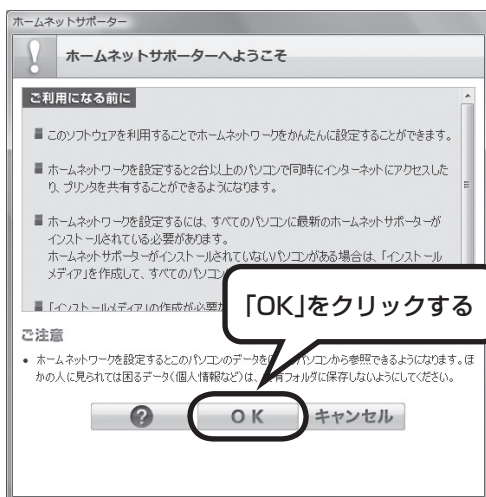 ホームネットサポーター
ホームネットサポーターへようこそ
ご利用になる前に
■ このソフトウェアを利用することでホームネットワークをかんたんに設定することができます。
■ ホームネットワークを設定すると2台以上のパソコンで同時にインターネットにアクセスした
り、プリンタを共有することができるようになります。
■ ホームネットワークを設定するには、すべてのパソコンに最新のホームネットサポーターが
インストールされている必要があります。
ホームネットサポーターがインストールされていないパソコンがある場合は、「インストール
メディア」を作成して、すべてのパソコン
■ 「インストールメディア」の作成が必要な
「OK」をクリックする
ご注意
• ホームネットワークを設定するとこのパソコンのデータを パソコンから参照できるようになります。ほ
かの人に見られては困るデータ(個人情報など)は、 有フォルダに保存しないようにしてください。
? OK キャンセル